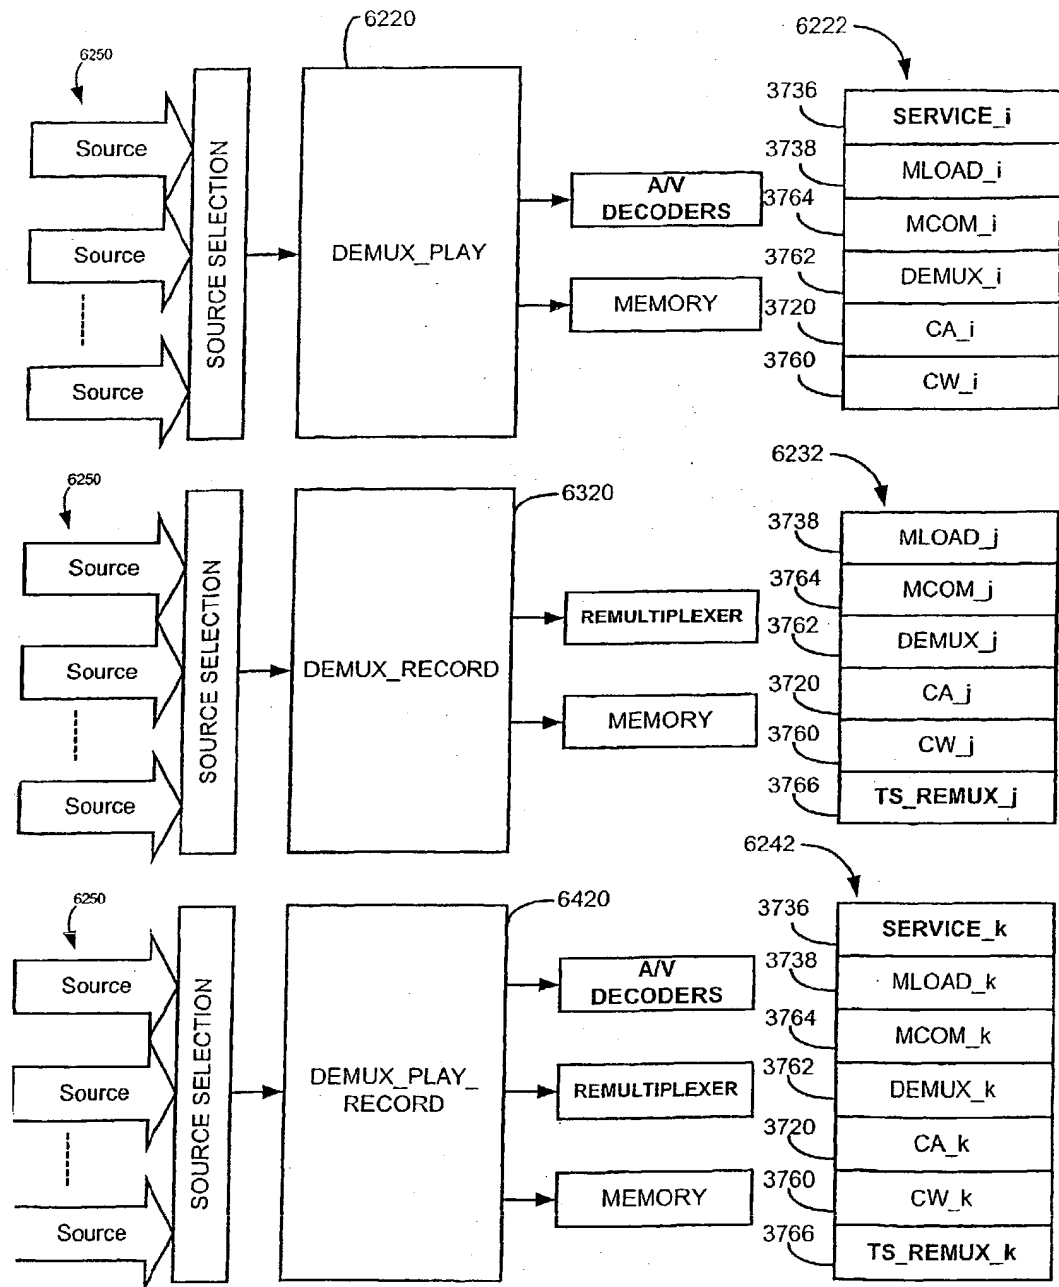 6220
6222
6250
Source
Source
Source
SOURCE SELECTION
DEMUX_PLAY
A/V
DECODERS
MEMORY
3736
SERVICE_i
3738
MLOAD_i
3764
MCOM_i
3762
DEMUX_i
3720
CA_i
3760
CW_i
6250
Source
Source
Source
SOURCE SELECTION
6320
DEMUX_RECORD
REMULTIPLEXER
MEMORY
6232
3738
MLOAD_j
3764
MCOM_j
3762
DEMUX_j
3720
CA_j
3760
CW_j
3766
TS_REMUX_j
6250
Source
Source
Source
SOURCE SELECTION
6420
DEMUX_PLAY_
RECORD
A/V
DECODERS
REMULTIPLEXER
MEMORY
6242
3736
SERVICE_k
3738
MLOAD_k
3764
MCOM_k
3762
DEMUX_k
3720
CA_k
3760
CW_k
3766
TS_REMUX_k